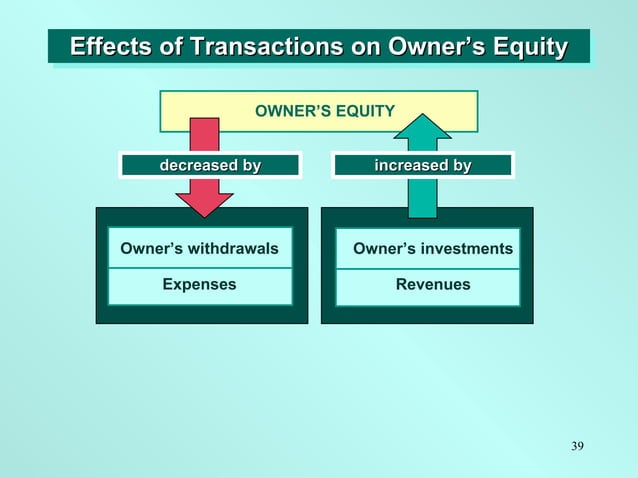 Effects of Transactions on Owner’s Equity
OWNER’S EQUITY
decreased by
increased by
Owner’s withdrawals
Expenses
Owner’s investments
Revenues
39